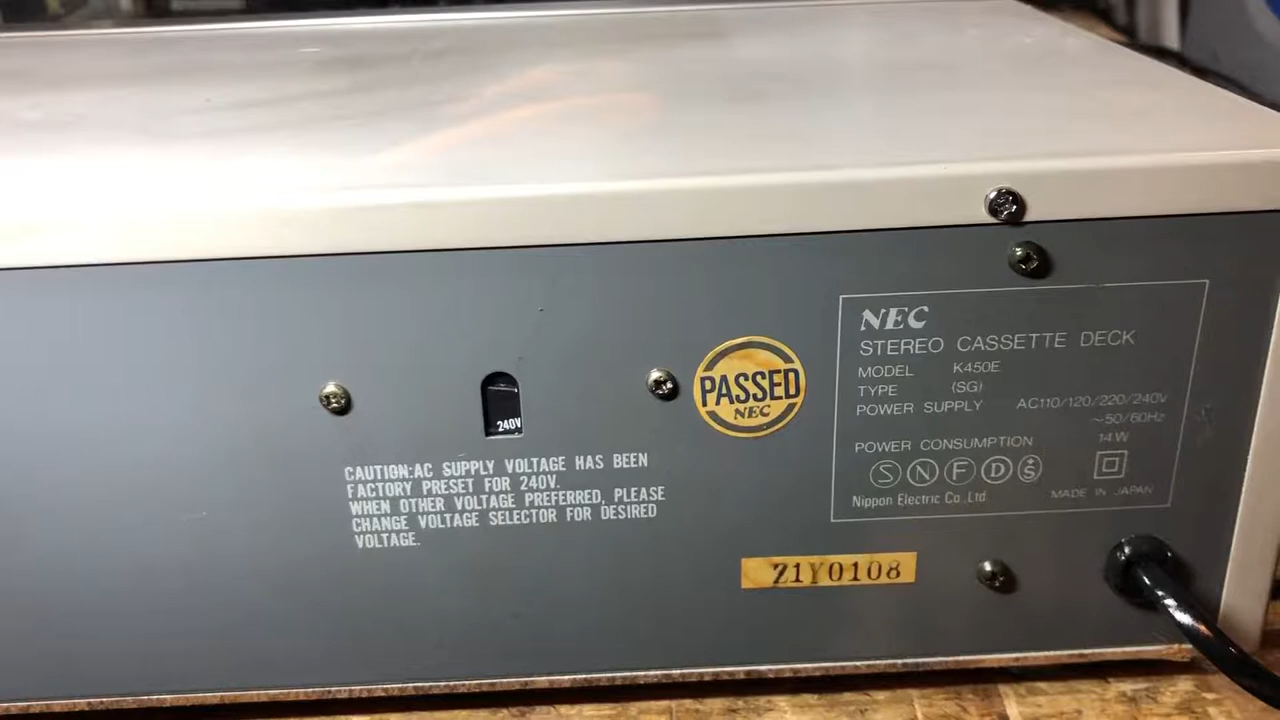 240V
CAUTION:AC SUPPLY VOLTAGE HAS BEEN
FACTORY PRESET FOR 240V.
WHEN OTHER VOLTAGE PREFERRED, PLEASE
CHANGE VOLTAGE SELECTOR FOR DESIRED
VOLTAGE.
PASSED
NEC
NEC
STEREO CASSETTE DECK
MODEL K450E
TYPE (SG)
POWER SUPPLY AC110/120/220/240V
~50/60Hz
POWER CONSUMPTION 14W
S N F D S
Nippon Electric Co.,Ltd. MADE IN JAPAN
Z1Y0108